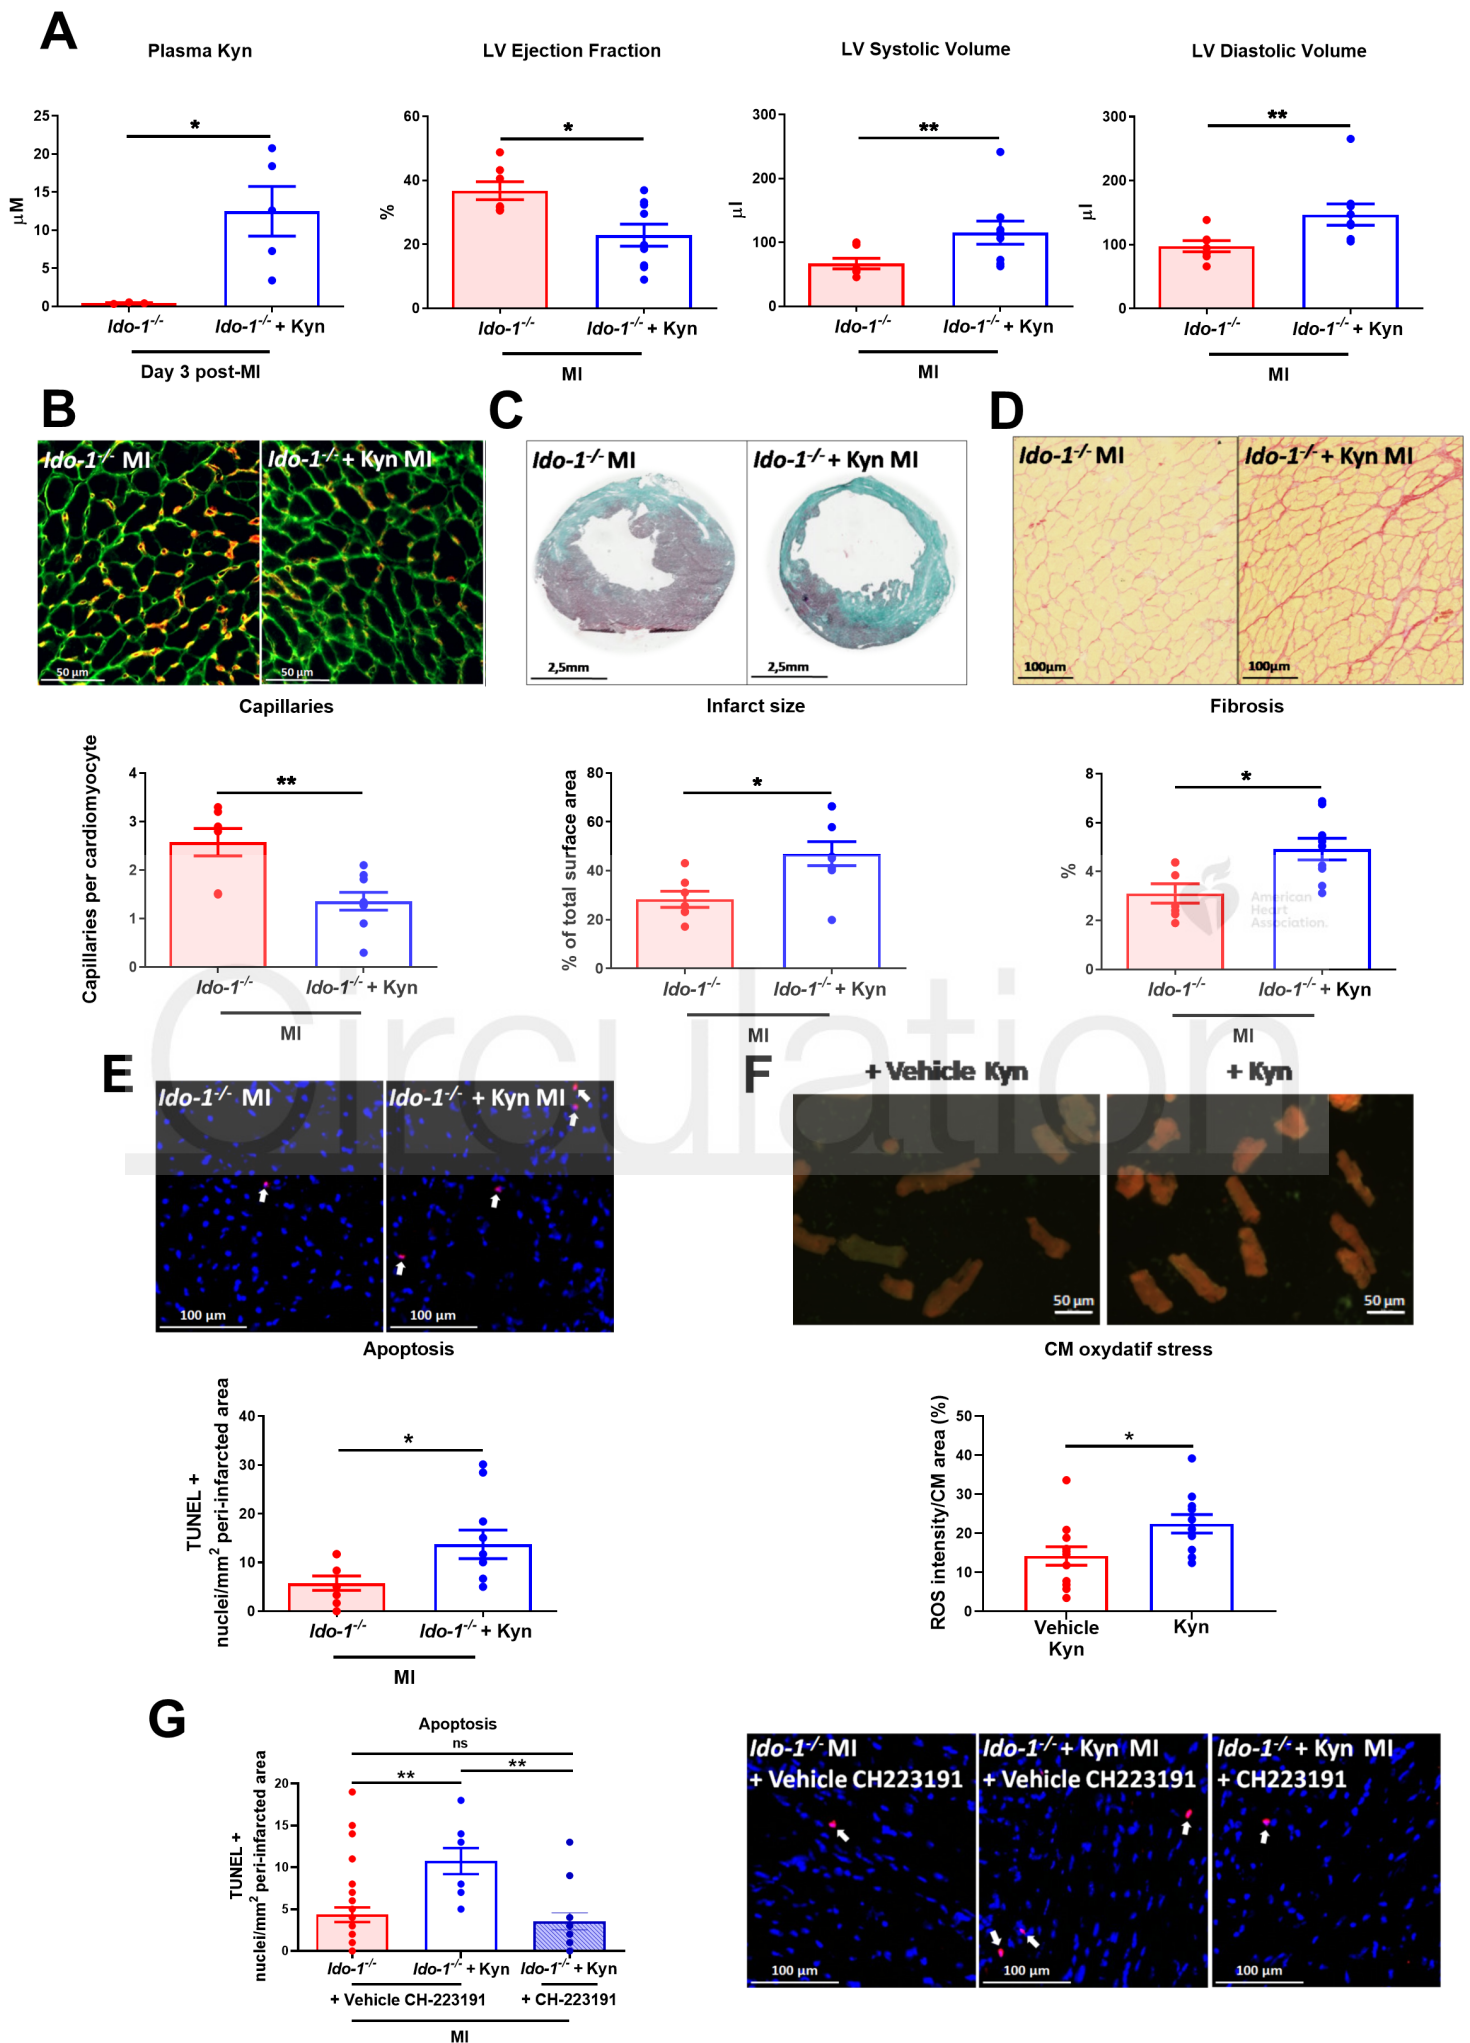 A
Plasma Kyn
LV Ejection Fraction
LV Systolic Volume
LV Diastolic Volume
25
20
15
10
5
0
μM
*
Ido-1-/-
Ido-1-/- + Kyn
Day 3 post-MI
60
40
20
0
%
*
Ido-1-/-
Ido-1-/- + Kyn
MI
300
200
100
0
μl
**
Ido-1-/-
Ido-1-/- + Kyn
MI
300
200
100
0
μl
**
Ido-1-/-
Ido-1-/- + Kyn
MI
B
Ido-1-/- MI
Ido-1-/- + Kyn MI
50 μm
50 μm
Capillaries
Capillaries per cardiomyocyte
4
3
2
1
0
**
Ido-1-/-
Ido-1-/- + Kyn
MI
C
Ido-1-/- MI
Ido-1-/- + Kyn MI
2,5mm
2,5mm
Infarct size
% of total surface area
80
60
40
20
0
*
Ido-1-/-
Ido-1-/- + Kyn
MI
D
Ido-1-/- MI
Ido-1-/- + Kyn MI
100μm
100μm
Fibrosis
%
8
6
4
2
0
*
American
Heart
Association.
Ido-1-/-
Ido-1-/- + Kyn
MI
Circulation
E
Ido-1-/- MI
Ido-1-/- + Kyn MI
100 μm
100 μm
Apoptosis
TUNEL +
nuclei/mm2 peri-infarcted area
40
30
20
10
0
*
Ido-1-/-
Ido-1-/- + Kyn
MI
F
+ Vehicle Kyn
+ Kyn
50 μm
50 μm
CM oxydatif stress
ROS intensity/CM area (%)
50
40
30
20
10
0
*
Vehicle
Kyn
Kyn
G
Apoptosis
ns
**
**
TUNEL +
nuclei/mm2 peri-infarcted area
20
15
10
5
0
Ido-1-/-
Ido-1-/- + Kyn
Ido-1-/- + Kyn
+ Vehicle CH-223191
+ CH-223191
MI
Ido-1-/- MI
+ Vehicle CH223191
Ido-1-/- + Kyn MI
+ Vehicle CH223191
Ido-1-/- + Kyn MI
+ CH223191
100 μm
100 μm
100 μm